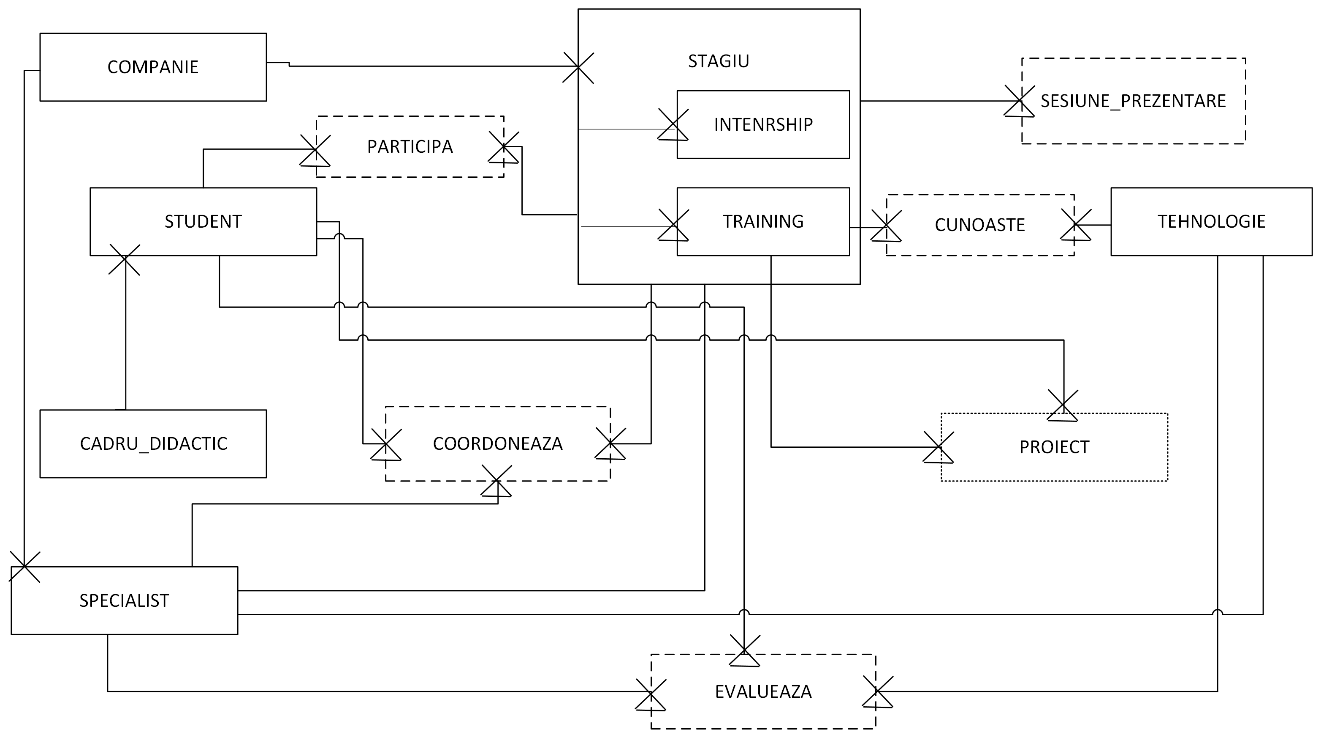 COMPANIE
STAGIU
SESIUNE_PREZENTARE
INTENRSHIP
PARTICIPA
STUDENT
TRAINING
CUNOASTE
TEHNOLOGIE
CADRU_DIDACTIC
COORDONEAZA
PROIECT
SPECIALIST
EVALUEAZA